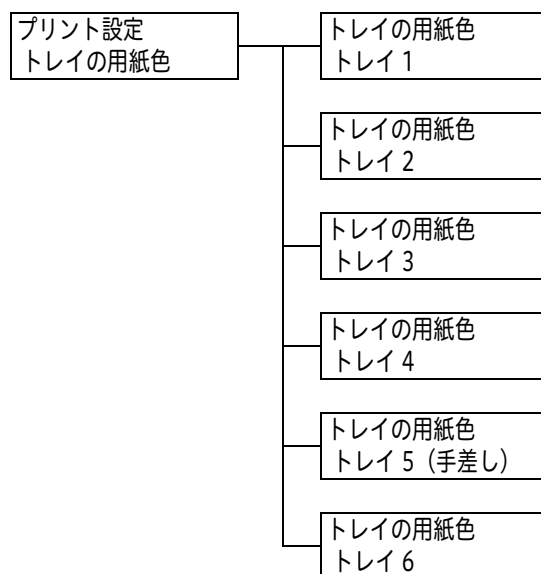 プリント設定
トレイの用紙色
トレイの用紙色
トレイ 1
トレイの用紙色
トレイ 2
トレイの用紙色
トレイ 3
トレイの用紙色
トレイ 4
トレイの用紙色
トレイ 5（手差し）
トレイの用紙色
トレイ 6